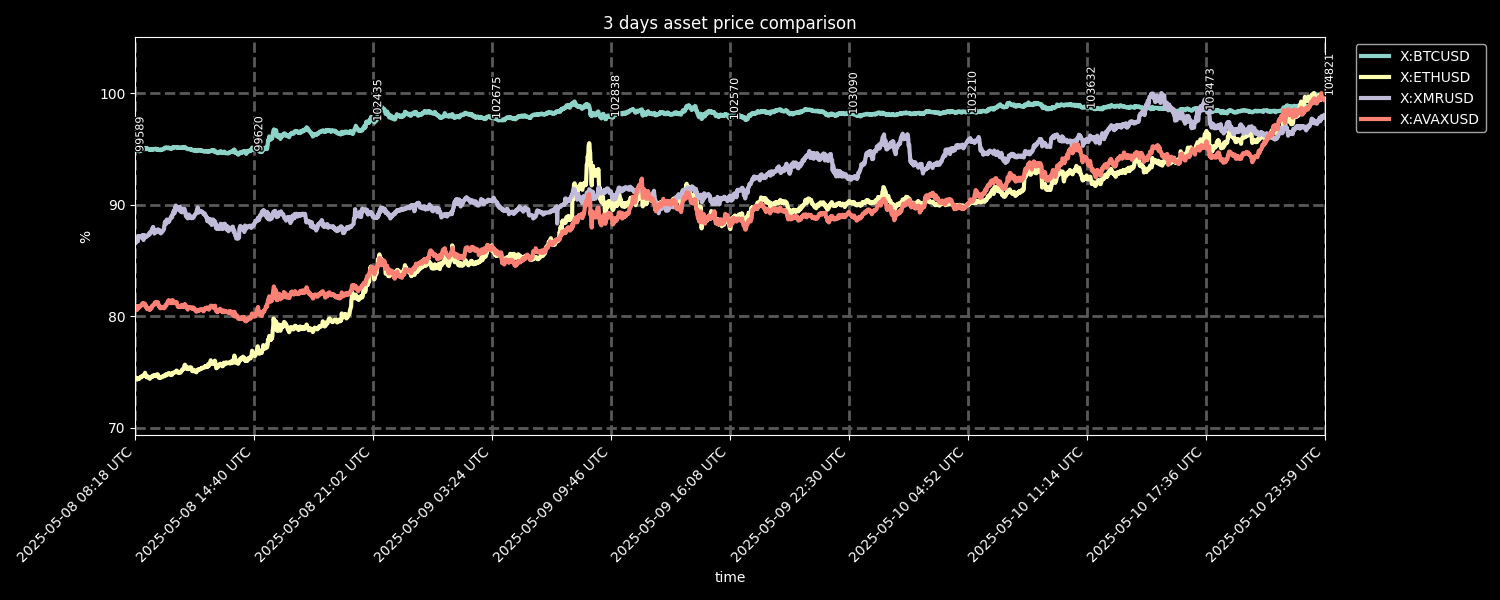 3 days asset price comparison
X:BTCUSD
X:ETHUSD
X:XMRUSD
X:AVAXUSD
100
90
80
70
%
99589
99620
102435
102675
102838
102570
103090
103210
103632
103473
104821
2025-05-08 08:18 UTC
2025-05-08 14:40 UTC
2025-05-08 21:02 UTC
2025-05-09 03:24 UTC
2025-05-09 09:46 UTC
2025-05-09 16:08 UTC
2025-05-09 22:30 UTC
2025-05-10 04:52 UTC
2025-05-10 11:14 UTC
2025-05-10 17:36 UTC
2025-05-10 23:59 UTC
time